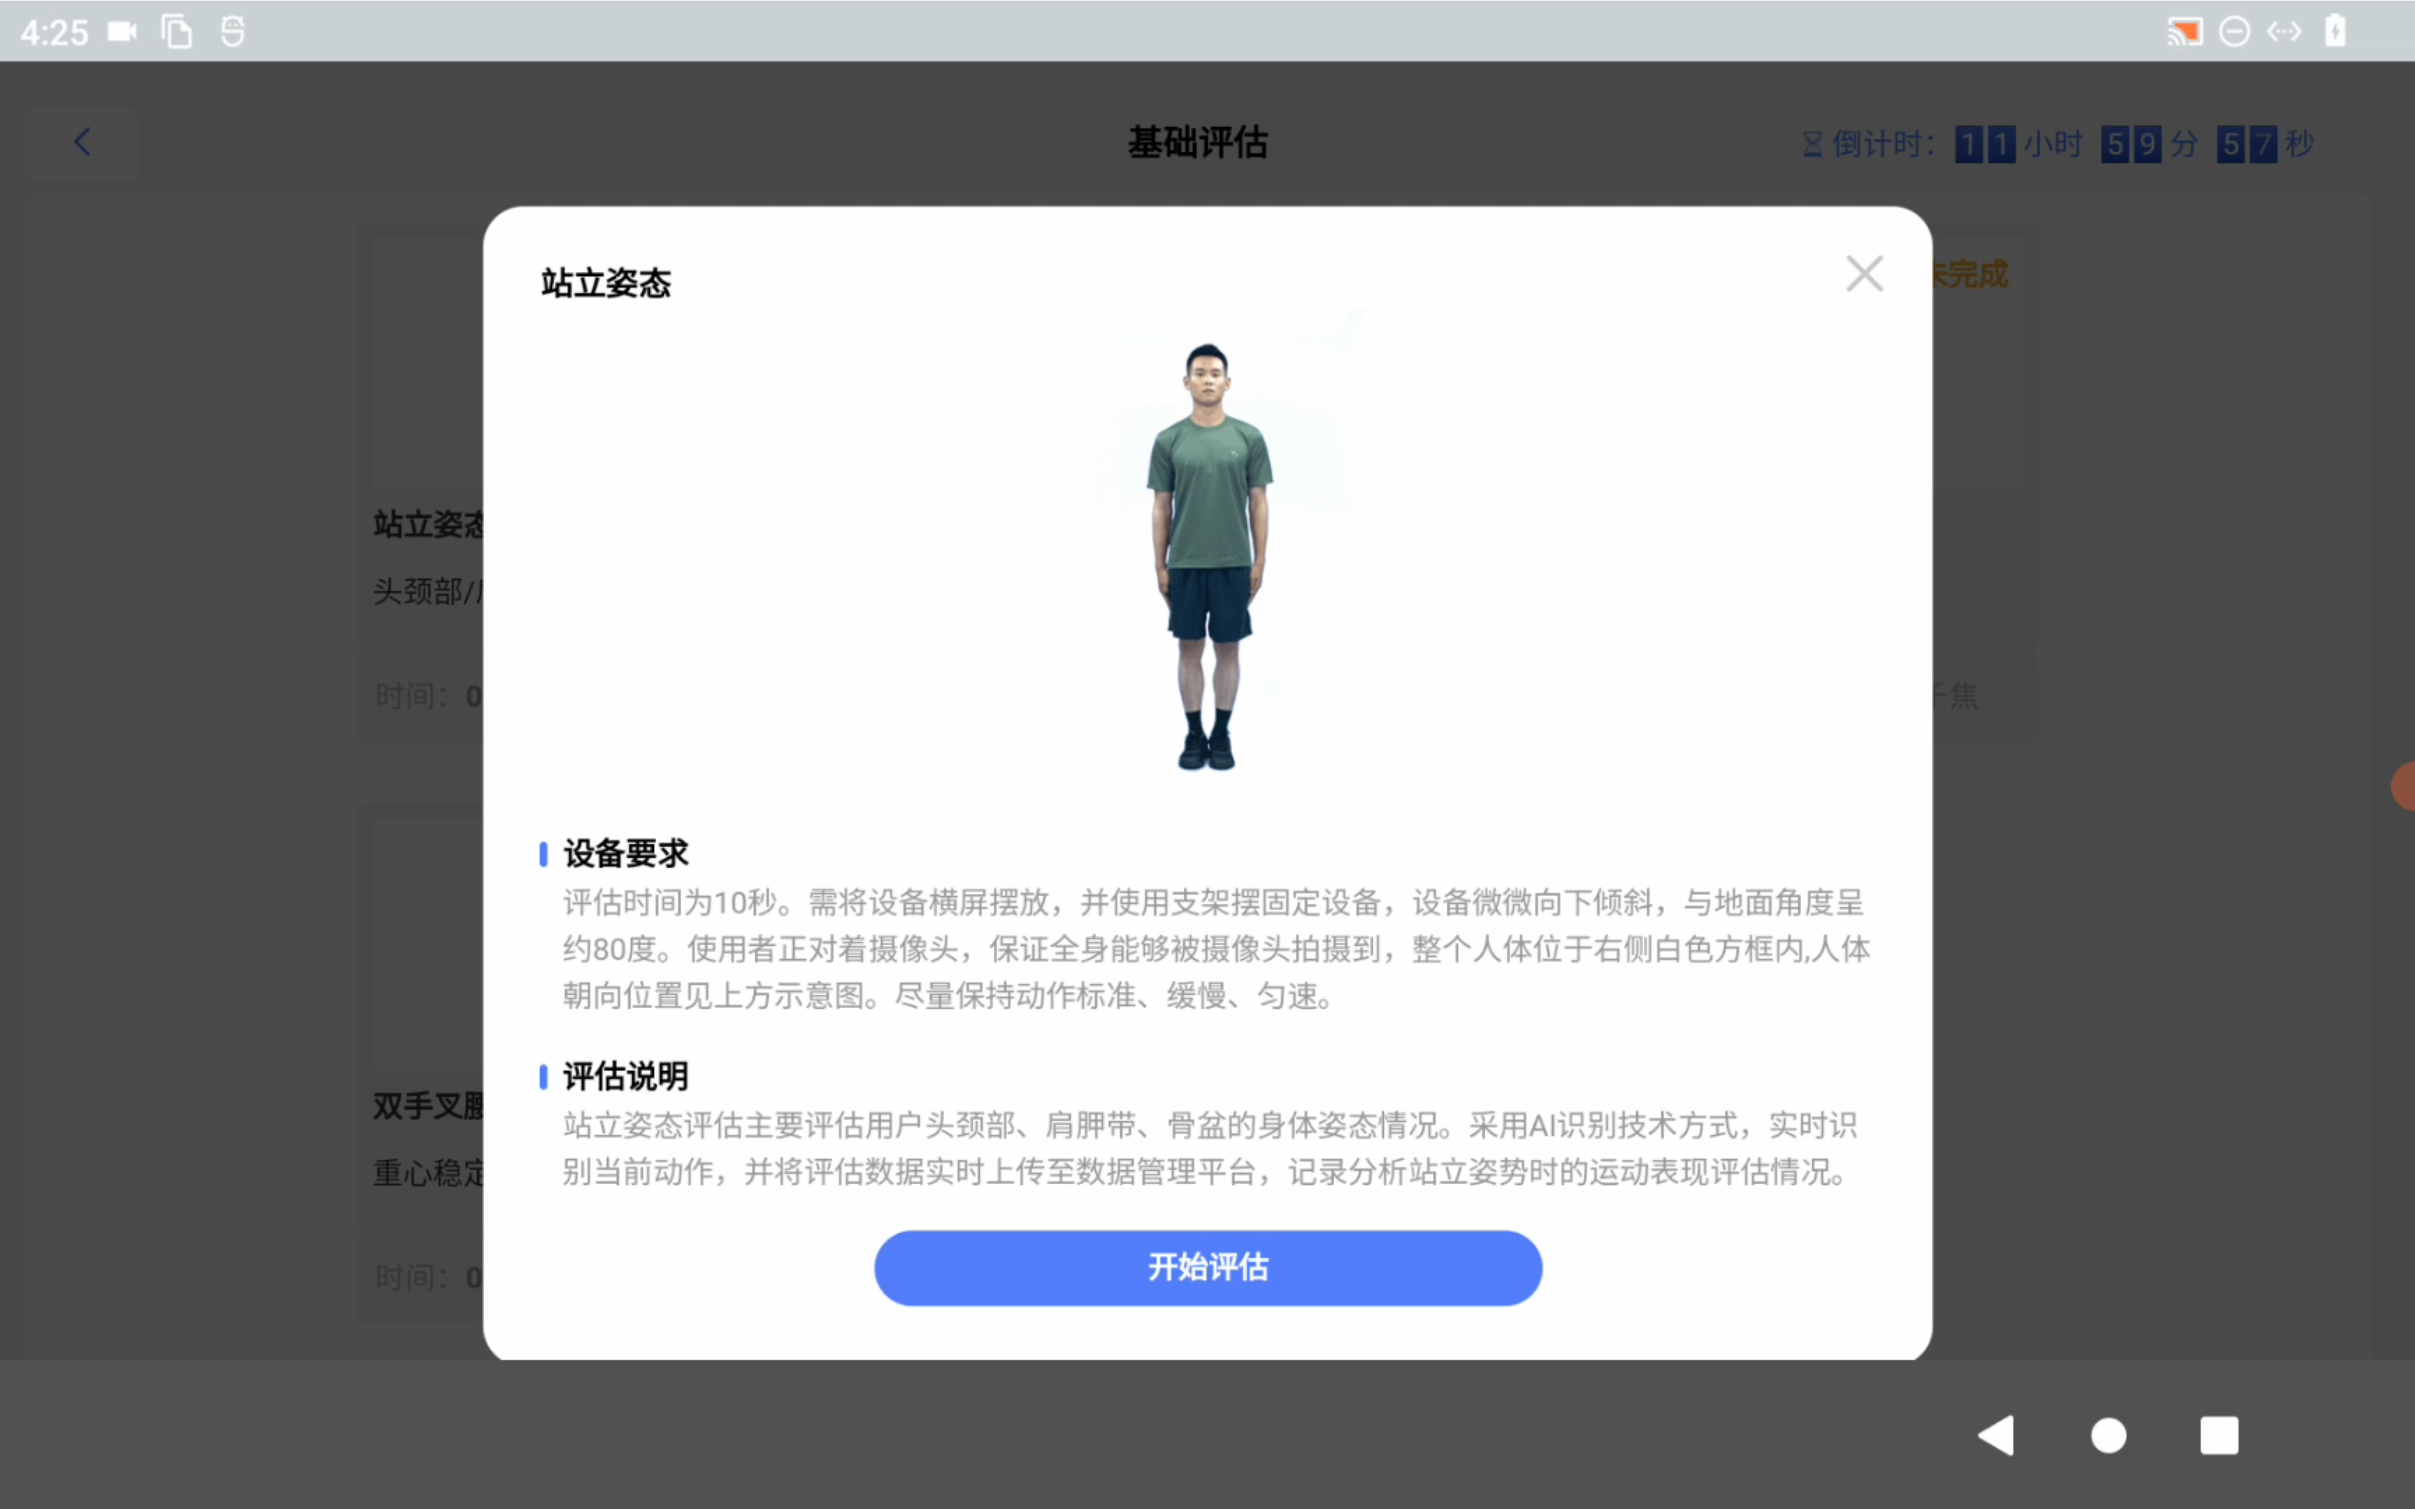 4:25
基础评估
倒计时： 11 小时 59 分 57 秒
站立姿态
未完成
站立姿态
头颈部/
时间： 0
千焦
设备要求
评估时间为10秒。需将设备横屏摆放，并使用支架摆固定设备，设备微微向下倾斜，与地面角度呈
约80度。使用者正对着摄像头，保证全身能够被摄像头拍摄到，整个人体位于右侧白色方框内,人体
朝向位置见上方示意图。尽量保持动作标准、缓慢、匀速。
评估说明
双手叉腰
站立姿态评估主要评估用户头颈部、肩胛带、骨盆的身体姿态情况。采用AI识别技术方式，实时识
重心稳定
别当前动作，并将评估数据实时上传至数据管理平台，记录分析站立姿势时的运动表现评估情况。
时间： 0
开始评估